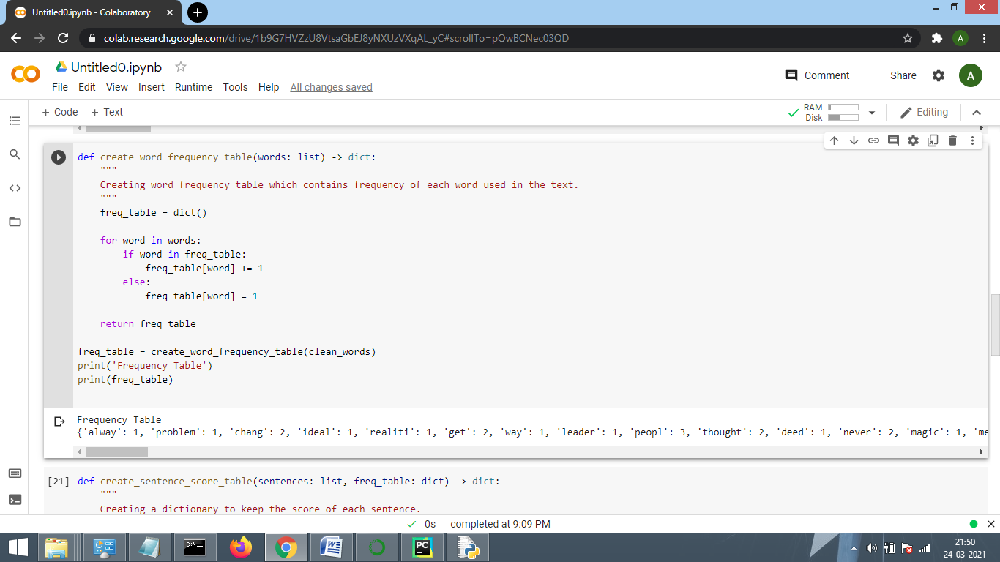 Untitled0.ipynb - Colaboratory
colab.research.google.com/drive/1b9G7HVZzU8VtsaGbEJ8yNXUzVXqAL_yC#scrollTo=pQwBCNec03QD
A
Untitled0.ipynb
Comment
Share
A
File Edit View Insert Runtime Tools Help All changes saved
+ Code + Text
RAM
Disk
Editing
def create_word_frequency_table(words: list) -> dict:
"""
Creating word frequency table which contains frequency of each word used in the text.
"""
freq_table = dict()
for word in words:
if word in freq_table:
freq_table[word] += 1
else:
freq_table[word] = 1
return freq_table
freq_table = create_word_frequency_table(clean_words)
print('Frequency Table')
print(freq_table)
Frequency Table
{'alway': 1, 'problem': 1, 'chang': 2, 'ideal': 1, 'realiti': 1, 'get': 2, 'way': 1, 'leader': 1, 'peopl': 3, 'thought': 2, 'deed': 1, 'never': 2, 'magic': 1, 'me
[21] def create_sentence_score_table(sentences: list, freq_table: dict) -> dict:
"""
Creating a dictionary to keep the score of each sentence.
0s completed at 9:09 PM
C:\_
W
PC
21:50
24-03-2021